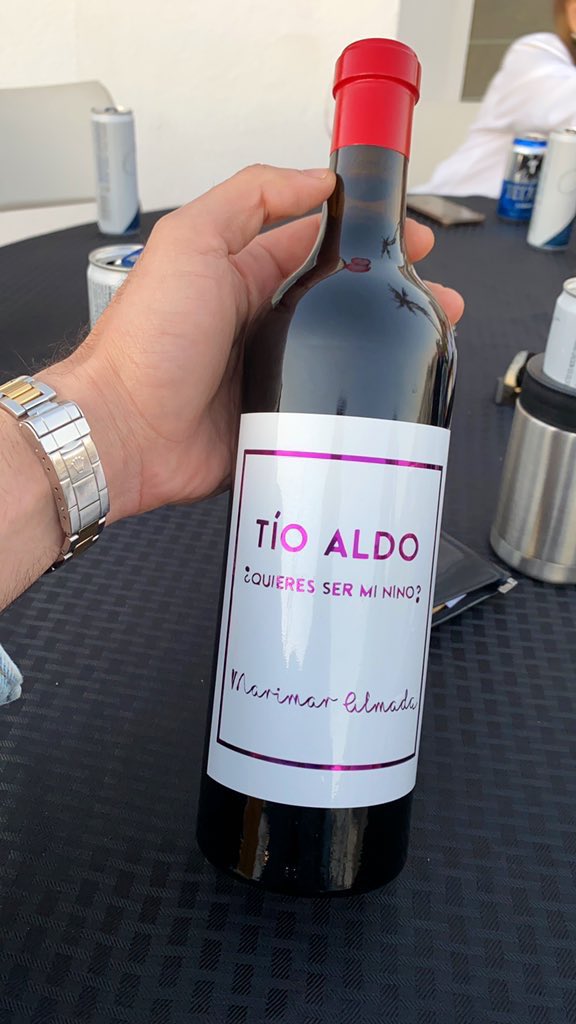 TÍO ALDO
¿QUIERES SER MI NINO?
Marimar Almada